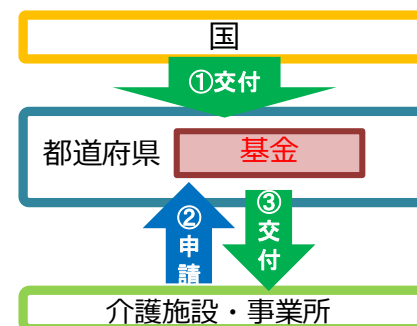 国
①交付
都道府県
基金
②申請
③交付
介護施設・事業所